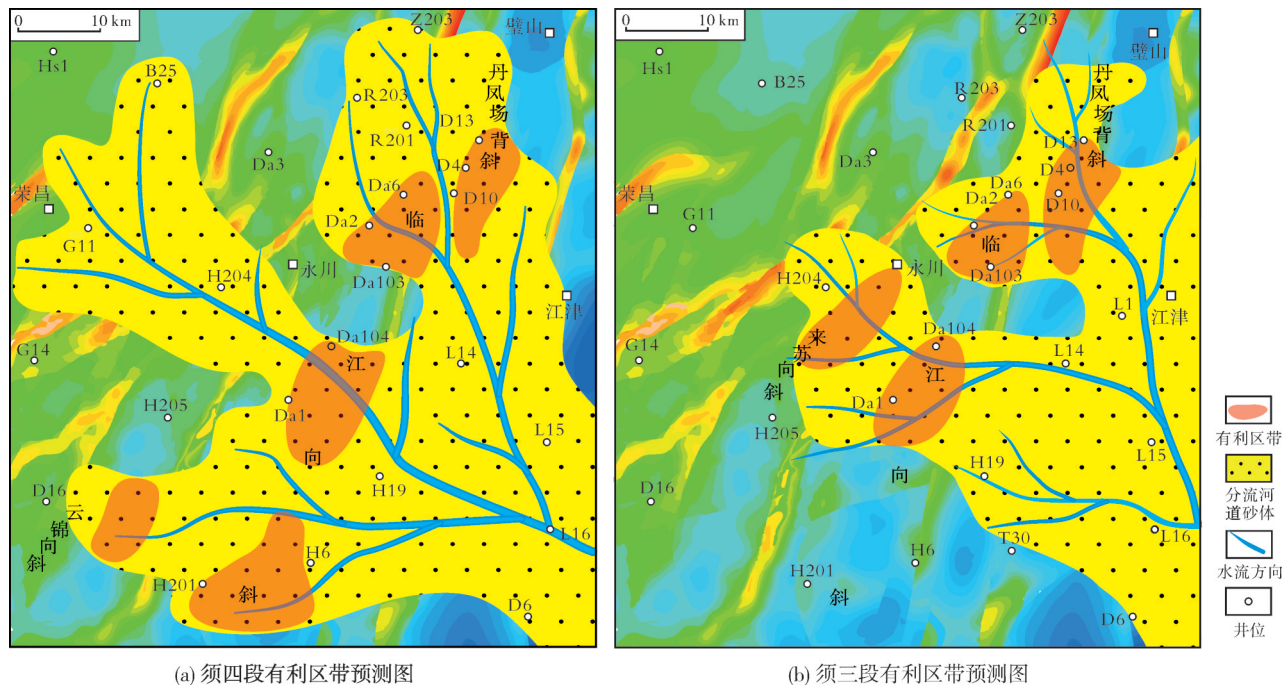 0 10 km
Z203
璧山
Hs1
B25
丹凤场背斜
R203
D13
R201
Da3
D4
荣昌
Da6
D10
Da2
临
G11
永川
Da103
H204
江津
Da104
江
G14
L14
Da1
H205
L15
向
H19
D16
云锦向斜
L16
H6
H201
斜
D6
(a) 须四段有利区带预测图
0 10 km
Z203
璧山
Hs1
B25
丹凤场背斜
R203
R201
D13
Da3
D4
荣昌
Da6
D10
Da2
G11
临
永川
Da103
H204
L1
江津
来苏向斜
Da104
G14
江
L14
Da1
H205
L15
向
H19
D16
L16
T30
H6
H201
斜
D6
(b) 须三段有利区带预测图
有利区带
分流河
道砂体
水流方向
井位